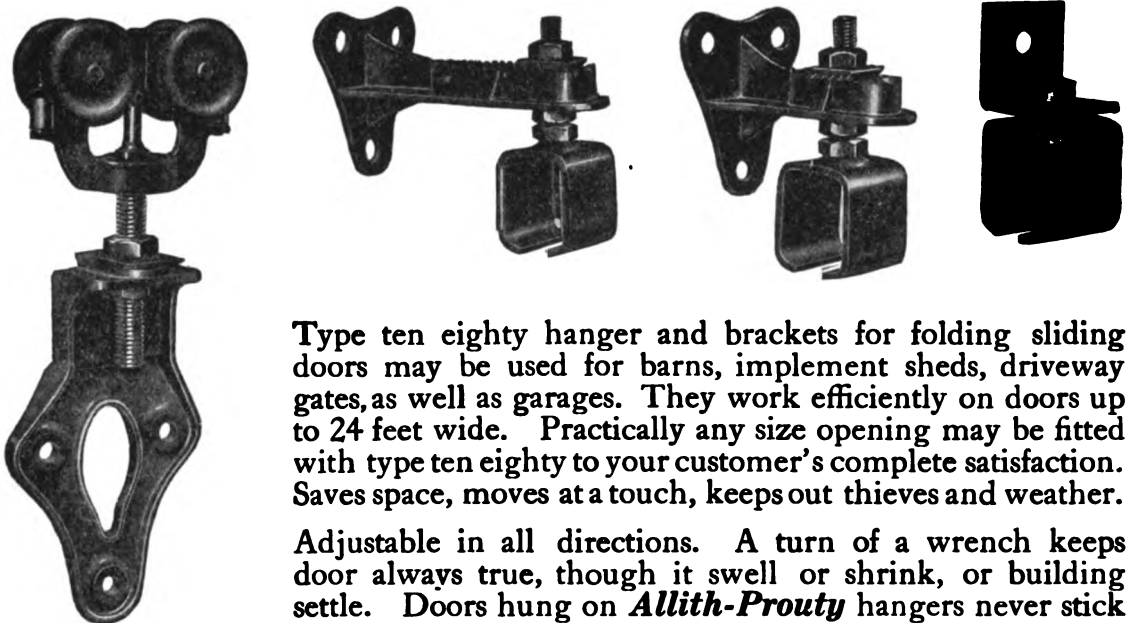 Type ten eighty hanger and brackets for folding sliding
doors may be used for barns, implement sheds, driveway
gates, as well as garages. They work efficiently on doors up
to 24 feet wide. Practically any size opening may be fitted
with type ten eighty to your customer's complete satisfaction.
Saves space, moves at a touch, keeps out thieves and weather.
Adjustable in all directions. A turn of a wrench keeps
door always true, though it swell or shrink, or building
settle. Doors hung on Allith-Prouty hangers never stick